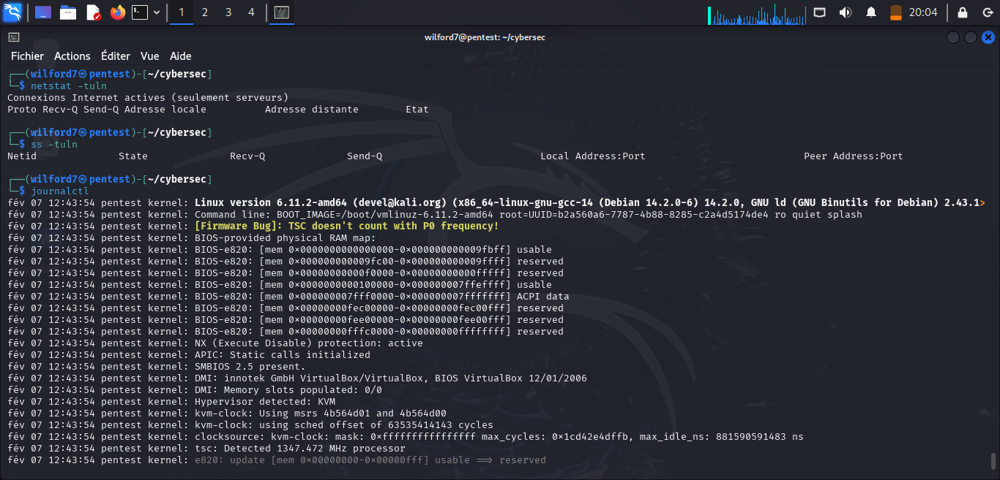 1 2 3 4 20:04
wilford7@pentest: ~/cybersec
Fichier Actions Éditer Vue Aide
┌──(wilford7㉿pentest)-[~/cybersec]
└─$ netstat -tuln
Connexions Internet actives (seulement serveurs)
Proto Recv-Q Send-Q Adresse locale Adresse distante Etat
┌──(wilford7㉿pentest)-[~/cybersec]
└─$ ss -tuln
Netid State Recv-Q Send-Q Local Address:Port Peer Address:Port
┌──(wilford7㉿pentest)-[~/cybersec]
└─$ journalctl
fév 07 12:43:54 pentest kernel: Linux version 6.11.2-amd64 (devel@kali.org) (x86_64-linux-gnu-gcc-14 (Debian 14.2.0-6) 14.2.0, GNU ld (GNU Binutils for Debian) 2.43.1>
fév 07 12:43:54 pentest kernel: Command line: BOOT_IMAGE=/boot/vmlinuz-6.11.2-amd64 root=UUID=b2a560a6-7787-4b88-8285-c2a4d5174de4 ro quiet splash
fév 07 12:43:54 pentest kernel: [Firmware Bug]: TSC doesn't count with P0 frequency!
fév 07 12:43:54 pentest kernel: BIOS-provided physical RAM map:
fév 07 12:43:54 pentest kernel: BIOS-e820: [mem 0x0000000000000000-0x000000000009fbff] usable
fév 07 12:43:54 pentest kernel: BIOS-e820: [mem 0x000000000009fc00-0x000000000009ffff] reserved
fév 07 12:43:54 pentest kernel: BIOS-e820: [mem 0x00000000000f0000-0x00000000000fffff] reserved
fév 07 12:43:54 pentest kernel: BIOS-e820: [mem 0x0000000000100000-0x000000007ffeffff] usable
fév 07 12:43:54 pentest kernel: BIOS-e820: [mem 0x000000007fff0000-0x000000007fffffff] ACPI data
fév 07 12:43:54 pentest kernel: BIOS-e820: [mem 0x00000000fec00000-0x00000000fec00fff] reserved
fév 07 12:43:54 pentest kernel: BIOS-e820: [mem 0x00000000fee00000-0x00000000fee00fff] reserved
fév 07 12:43:54 pentest kernel: BIOS-e820: [mem 0x00000000fffc0000-0x00000000ffffffff] reserved
fév 07 12:43:54 pentest kernel: NX (Execute Disable) protection: active
fév 07 12:43:54 pentest kernel: APIC: Static calls initialized
fév 07 12:43:54 pentest kernel: SMBIOS 2.5 present.
fév 07 12:43:54 pentest kernel: DMI: innotek GmbH VirtualBox/VirtualBox, BIOS VirtualBox 12/01/2006
fév 07 12:43:54 pentest kernel: DMI: Memory slots populated: 0/0
fév 07 12:43:54 pentest kernel: Hypervisor detected: KVM
fév 07 12:43:54 pentest kernel: kvm-clock: Using msrs 4b564d01 and 4b564d00
fév 07 12:43:54 pentest kernel: kvm-clock: using sched offset of 63535414143 cycles
fév 07 12:43:54 pentest kernel: clocksource: kvm-clock: mask: 0xffffffffffffffff max_cycles: 0x1cd42e4dffb, max_idle_ns: 881590591483 ns
fév 07 12:43:54 pentest kernel: tsc: Detected 1347.472 MHz processor
fév 07 12:43:54 pentest kernel: e820: update [mem 0x00000000-0x00000fff] usable ==> reserved